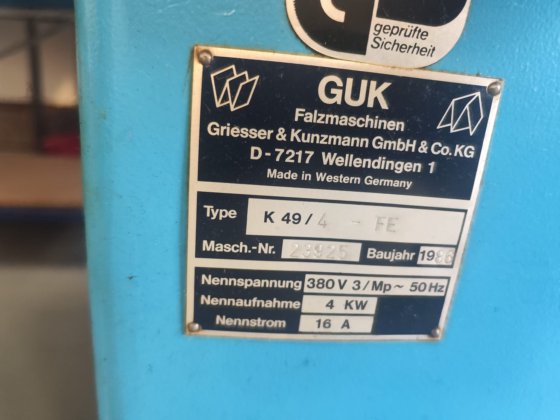 geprüfte
Sicherheit
GUK
Falzmaschinen
Griesser & Kunzmann GmbH & Co. KG
D-7217 Wellendingen 1
Made in Western Germany
Type K 49/4 - FE
Masch.-Nr. Baujahr
Nennspannung 380 V 3/Mp~ 50 Hz
Nennaufnahme 4 KW
Nennstrom 16 A